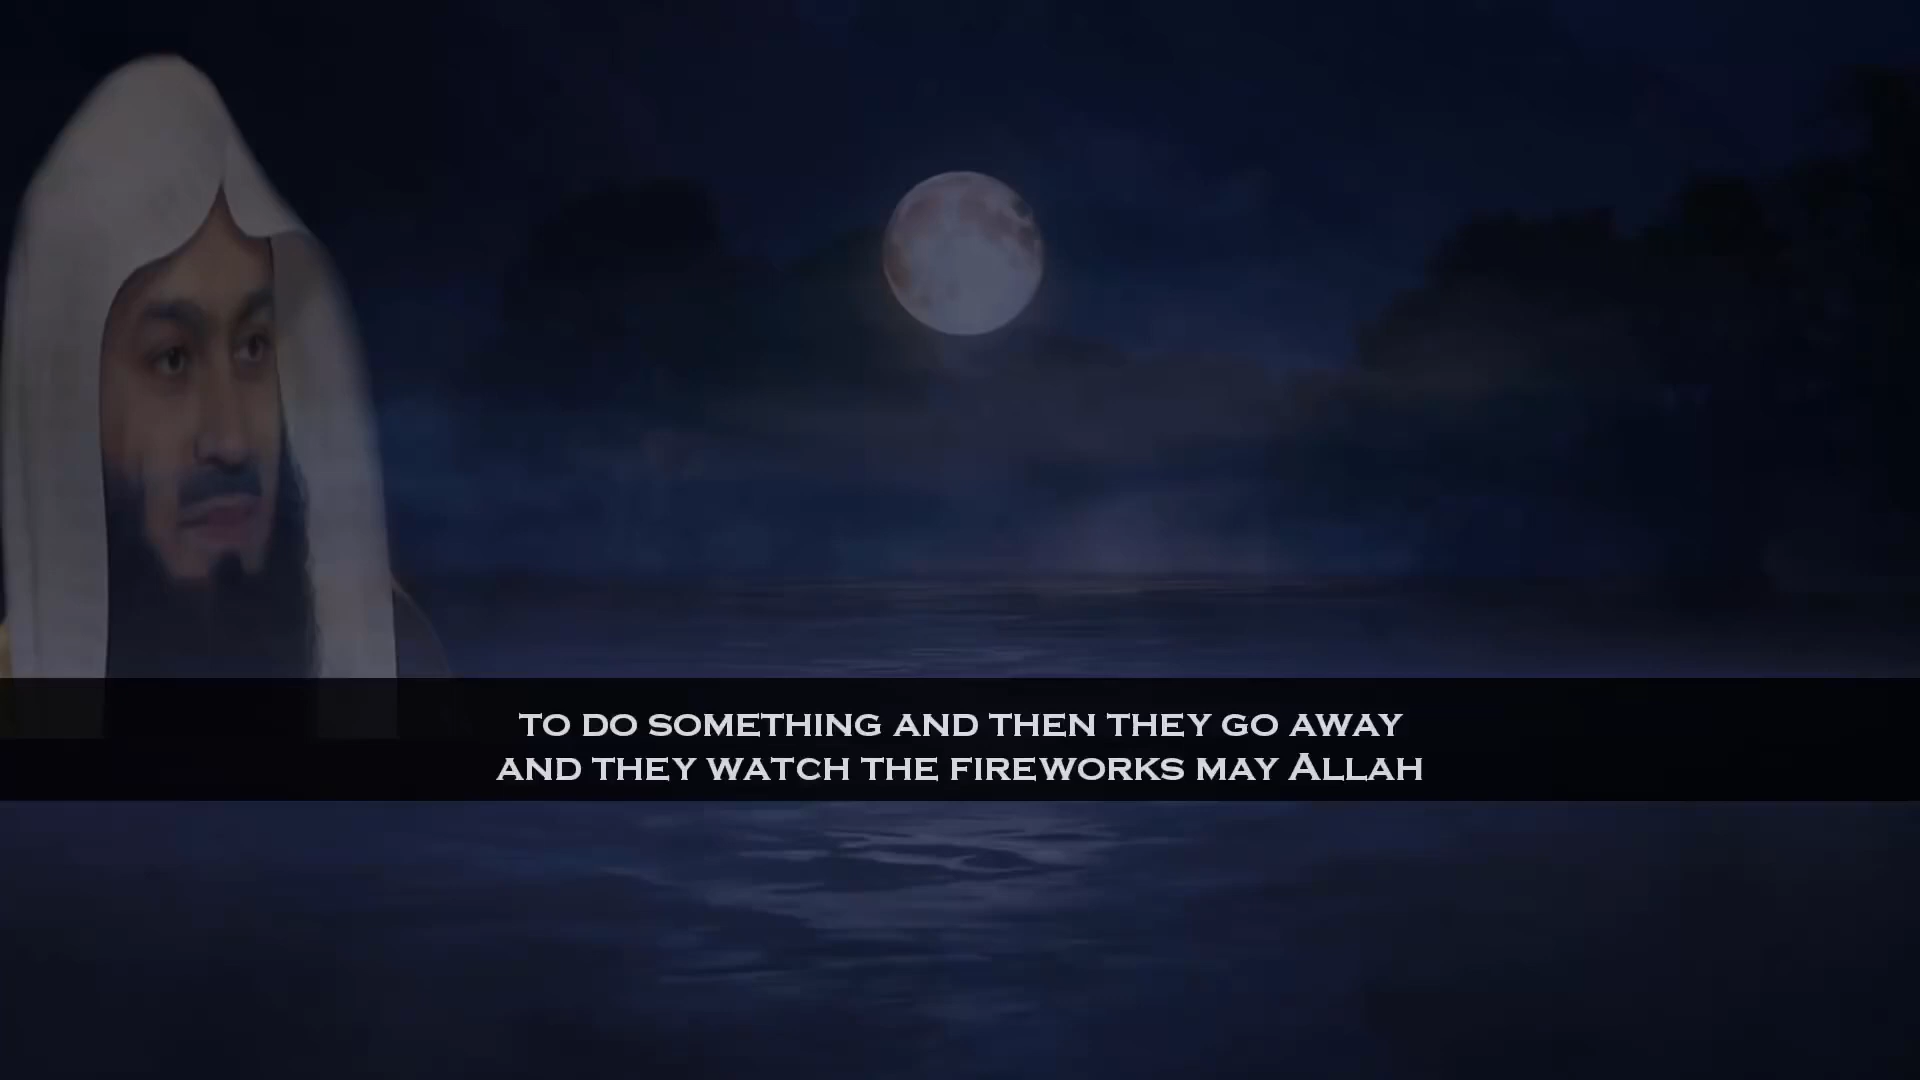 TO DO SOMETHING AND THEN THEY GO AWAY
AND THEY WATCH THE FIREWORKS MAY ALLAH